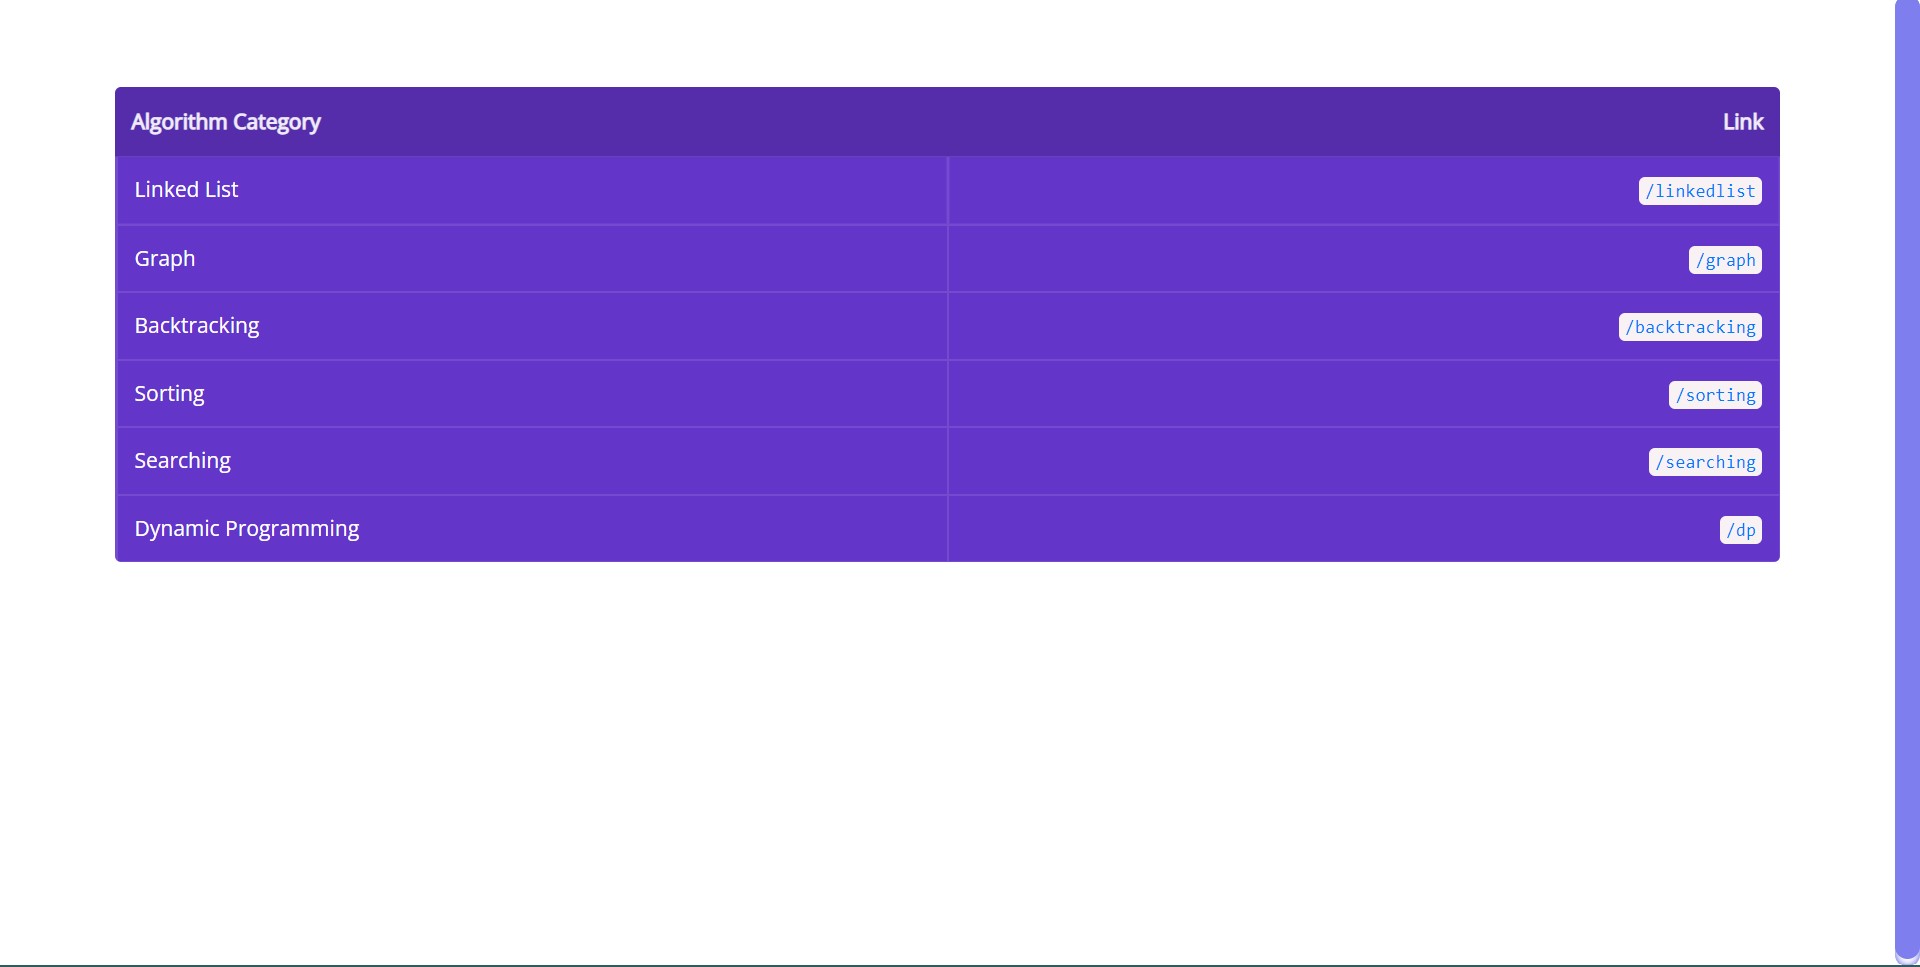 Algorithm Category Link
Linked List /linkedlist
Graph /graph
Backtracking /backtracking
Sorting /sorting
Searching /searching
Dynamic Programming /dp